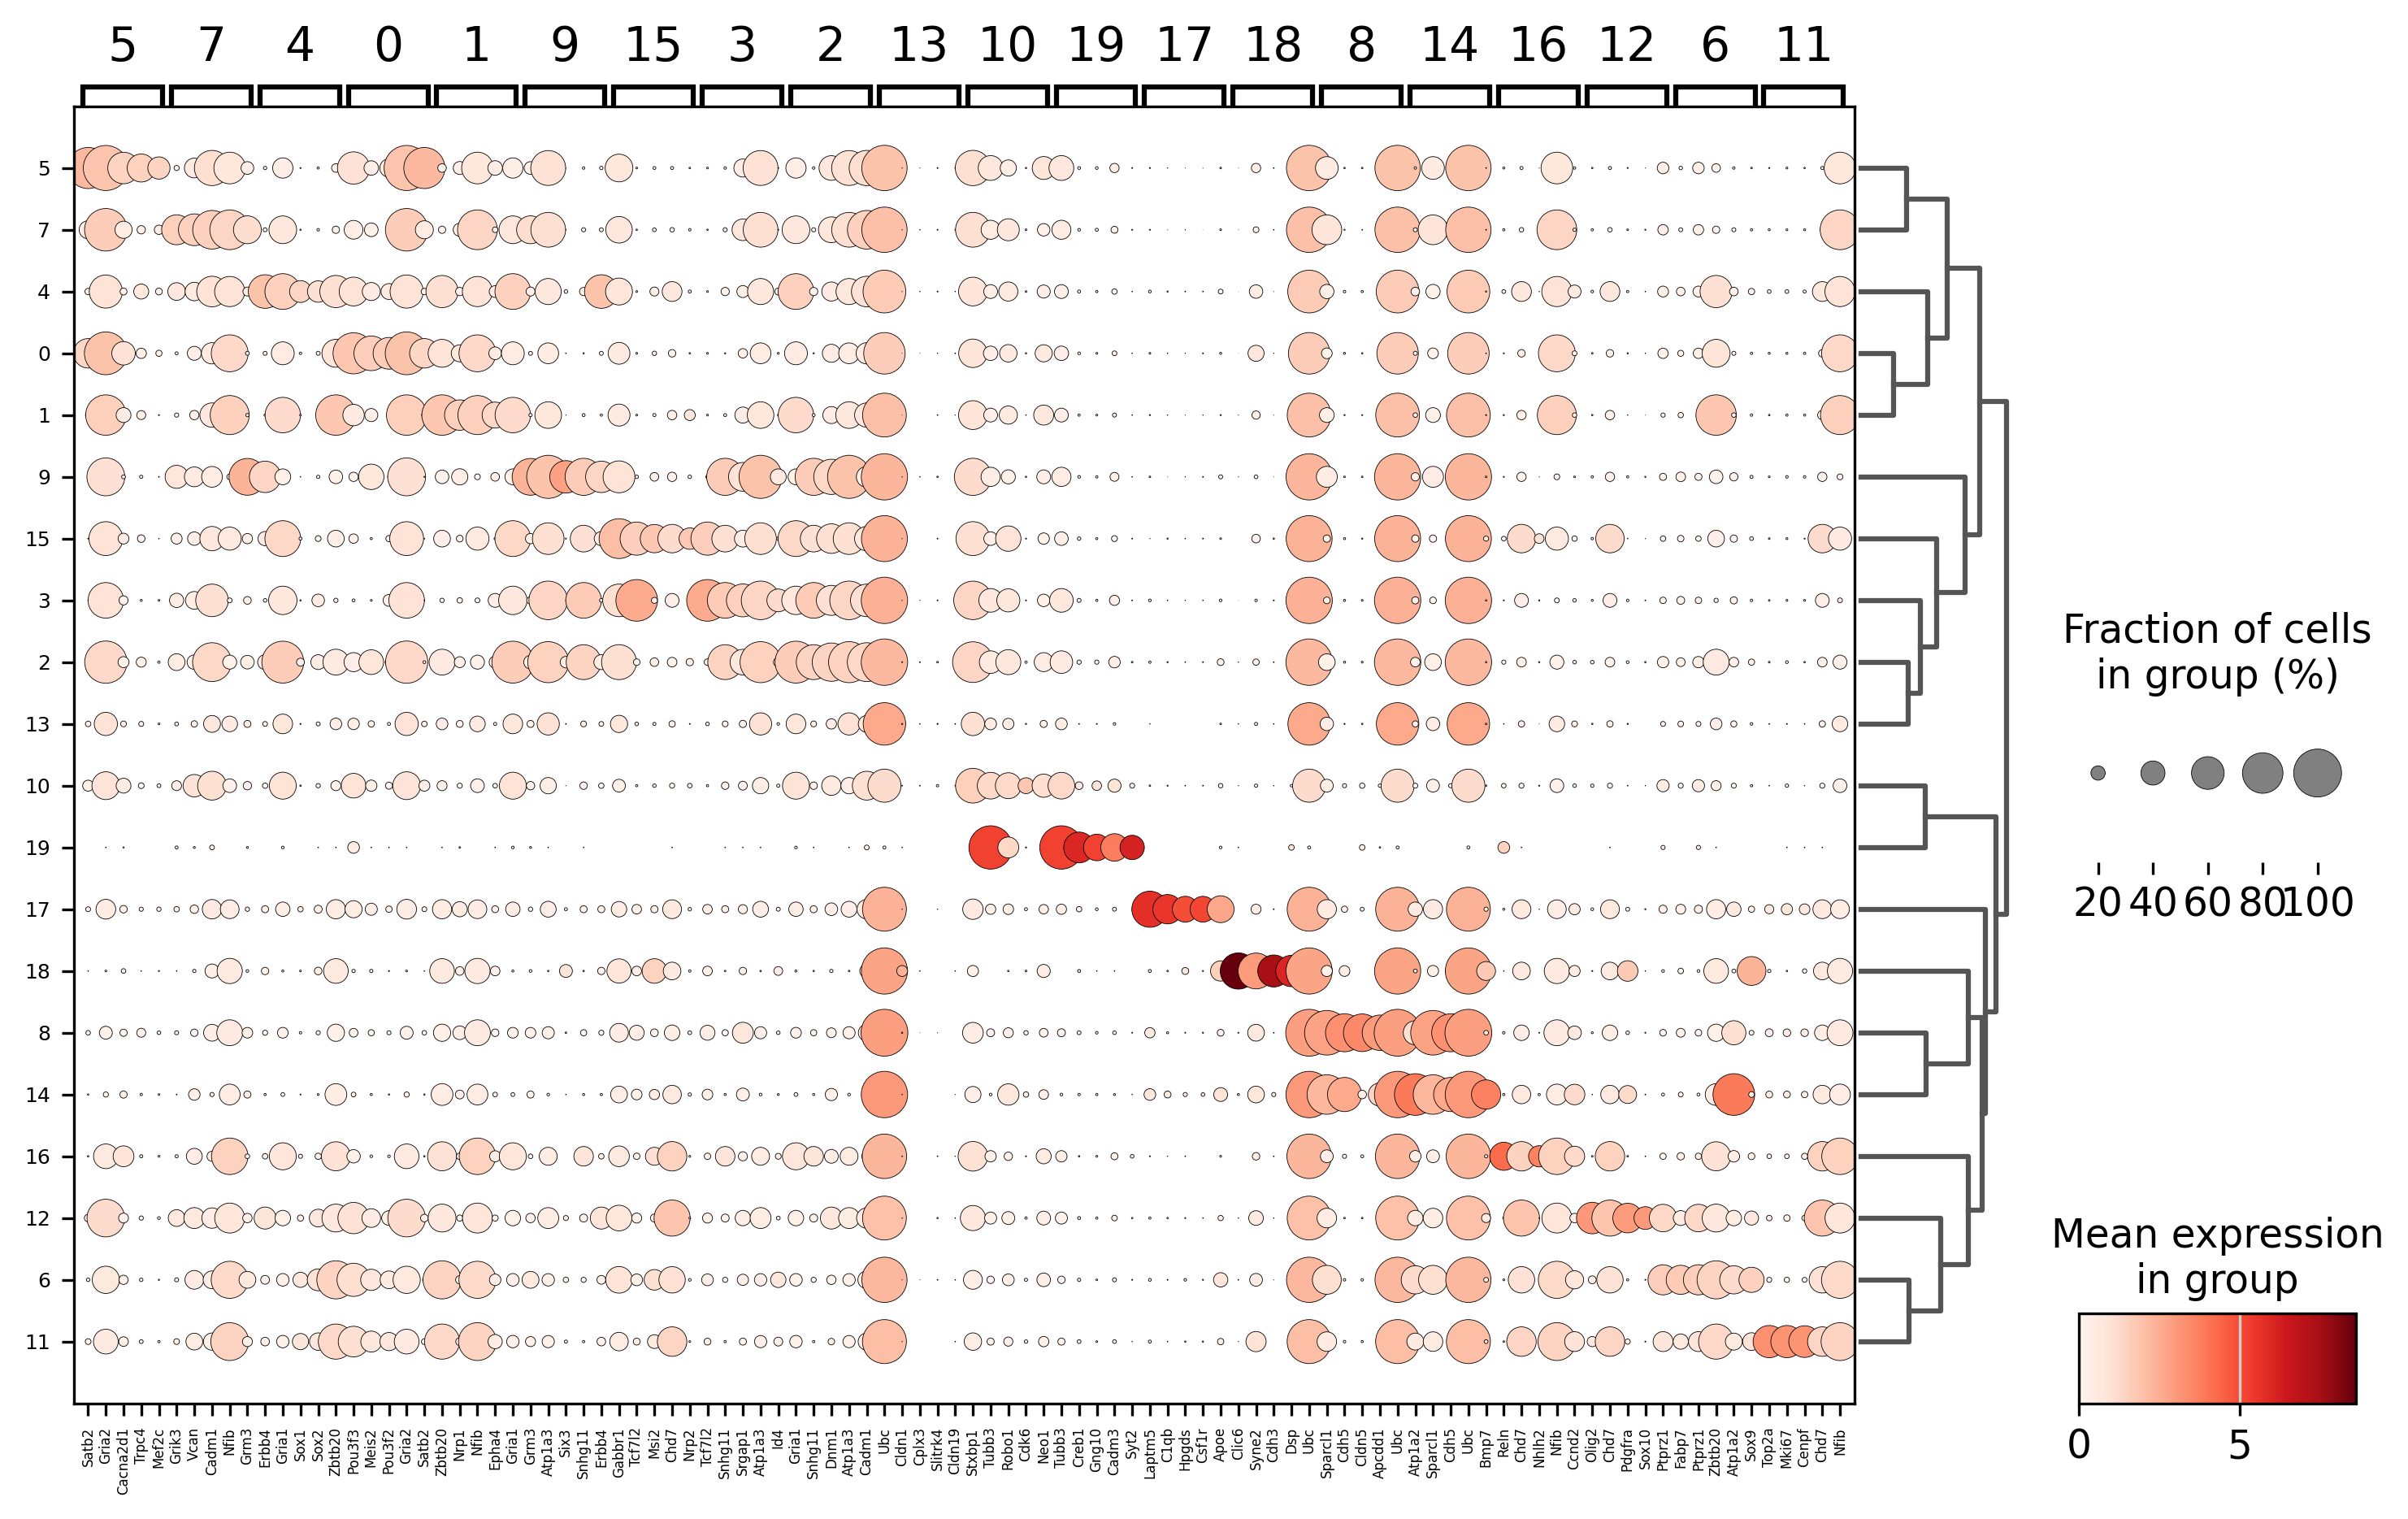 5 7 4 0 1 9 15 3 2 13 10 19 17 18 8 14 16 12 6 11
5
7
4
0
1
9
15
3
2
13
10
19
17
18
8
14
16
12
6
11
Satb2
Gria2
Cacna2d1
Trpc4
Mef2c
Grik3
Vcan
Cadm1
Nfib
Grm3
Erbb4
Gria1
Sox1
Sox2
Zbtb20
Pou3f3
Meis2
Pou3f2
Gria2
Satb2
Zbtb20
Nrp1
Nfib
Epha4
Gria1
Grm3
Atp1a3
Six3
Snhg11
Erbb4
Gabbr1
Tcf7l2
Msi2
Chd7
Nrp2
Tcf7l2
Snhg11
Srgap1
Atp1a3
Id4
Gria1
Snhg11
Dnm1
Atp1a3
Cadm1
Ubc
Cldn1
Cplx3
Slitrk4
Cldn19
Stxbp1
Tubb3
Robo1
Cdk6
Neo1
Tubb3
Creb1
Gng10
Cadm3
Syt2
Laptm5
C1qb
Hpgds
Csf1r
Apoe
Clic6
Syne2
Cdh3
Dsp
Ubc
Sparcl1
Cdh5
Cldn5
Apcdd1
Ubc
Atp1a2
Sparcl1
Cdh5
Ubc
Bmp7
Reln
Chd7
Nhlh2
Nfib
Ccnd2
Olig2
Chd7
Pdgfra
Sox10
Ptprz1
Fabp7
Ptprz1
Zbtb20
Atp1a2
Sox9
Top2a
Mki67
Cenpf
Chd7
Nfib
Fraction of cells
in group (%)
20 40 60 80 100
Mean expression
in group
0 5